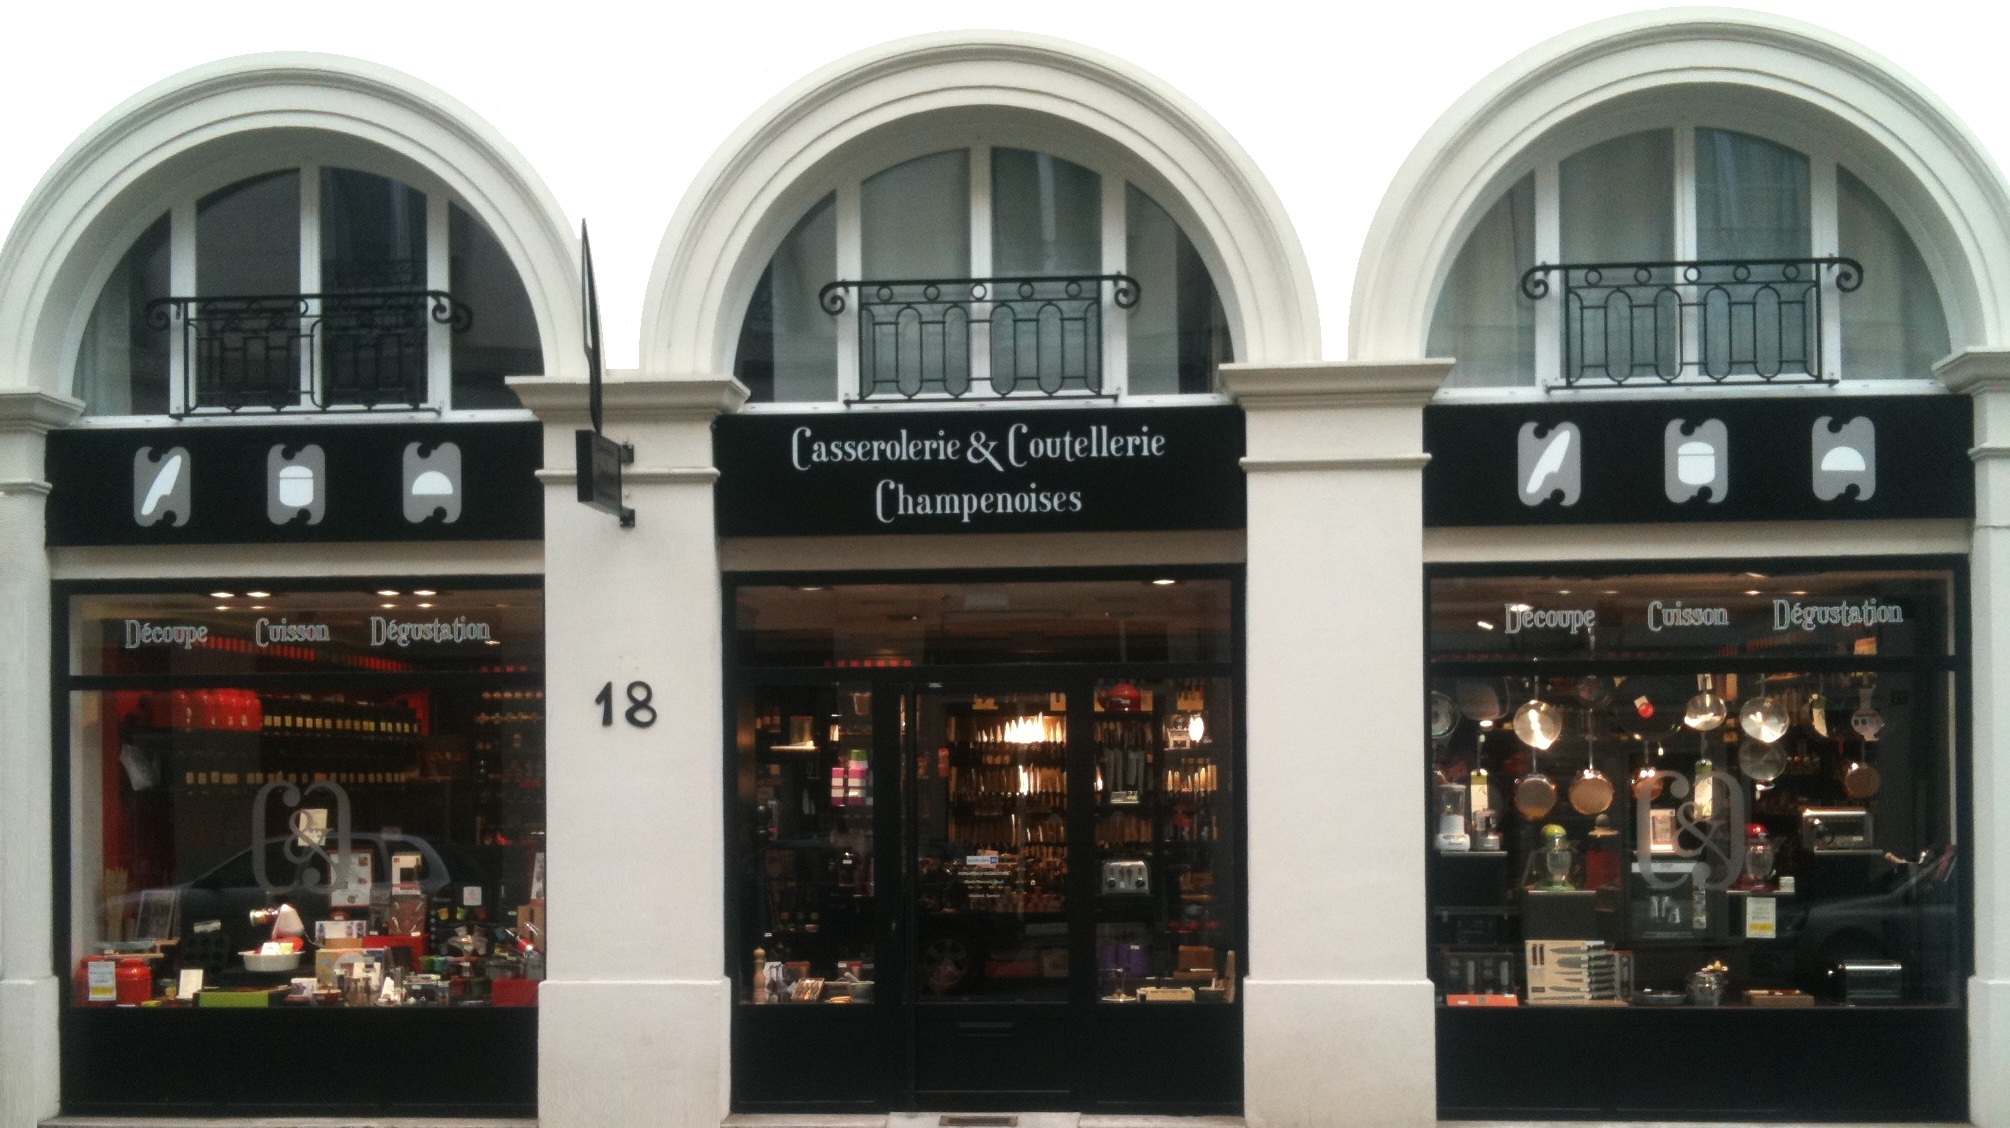 Casserolerie & Coutellerie
Champenoises
Découpe Cuisson Dégustation
18
Découpe Cuisson Dégustation
C&C
C&C